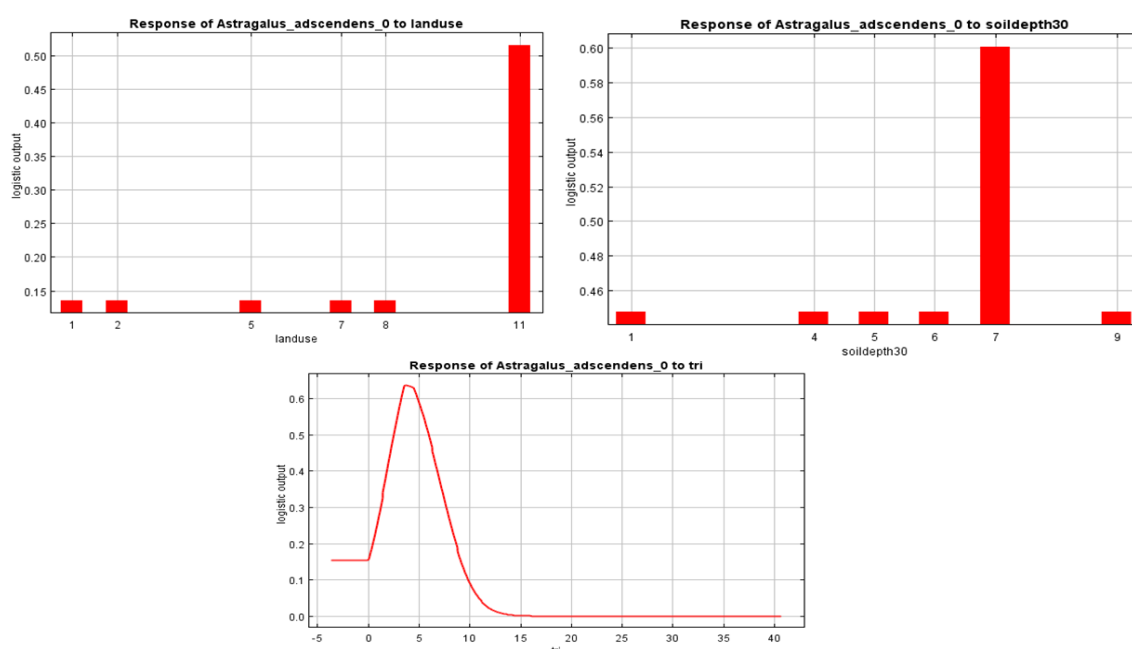 Response of Astragalus_adscendens_0 to landuse
logistic output
0.50
0.45
0.40
0.35
0.30
0.25
0.20
0.15
1 2 5 7 8 11
landuse
Response of Astragalus_adscendens_0 to soildepth30
logistic output
0.60
0.58
0.56
0.54
0.52
0.50
0.48
0.46
1 4 5 6 7 9
soildepth30
Response of Astragalus_adscendens_0 to tri
logistic output
0.6
0.5
0.4
0.3
0.2
0.1
0.0
-5 0 5 10 15 20 25 30 35 40